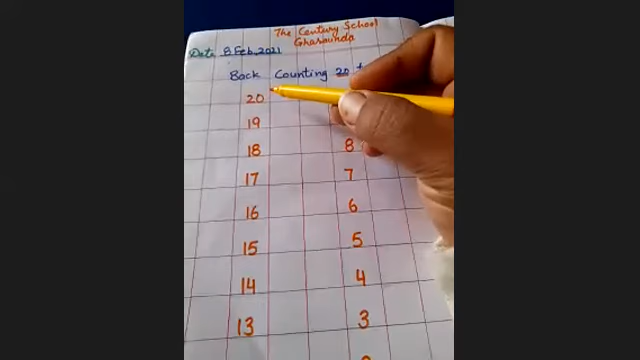 The Century School
Gharaunda
Date 8 Feb, 2021
Back Counting 20
20
19
18 8
17 7
16 6
15 5
14 4
13 3